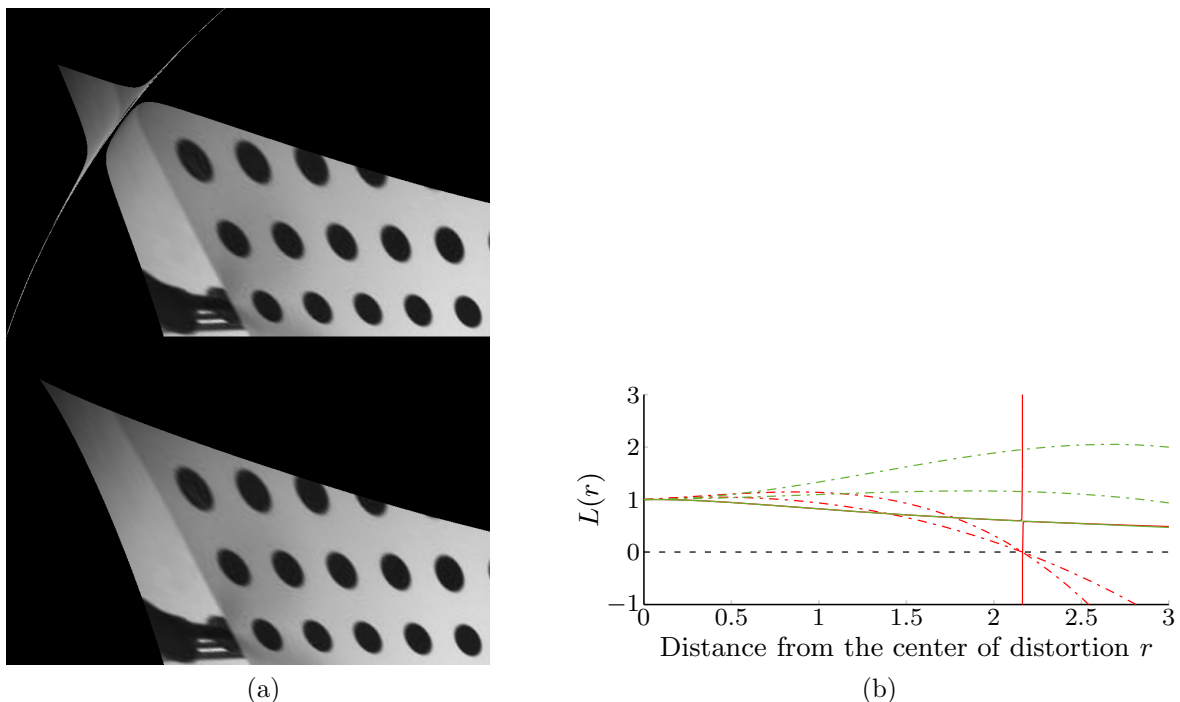 3
2
1
0
−1
L(r)
0 0.5 1 1.5 2 2.5 3
Distance from the center of distortion r
(a) (b)